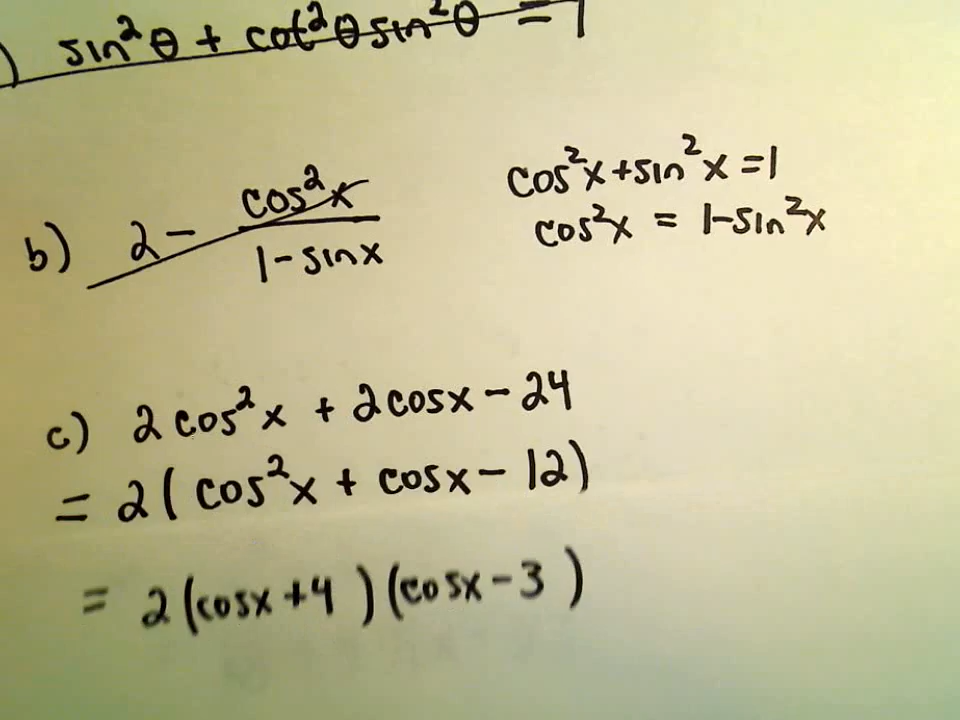 ) sin²θ + cot²θ sin²θ = 1
b) 2 - cos²x / 1 - sinx
cos²x + sin²x = 1
cos²x = 1 - sin²x
c) 2cos²x + 2cosx - 24
= 2(cos²x + cosx - 12)
= 2(cosx + 4)(cosx - 3)